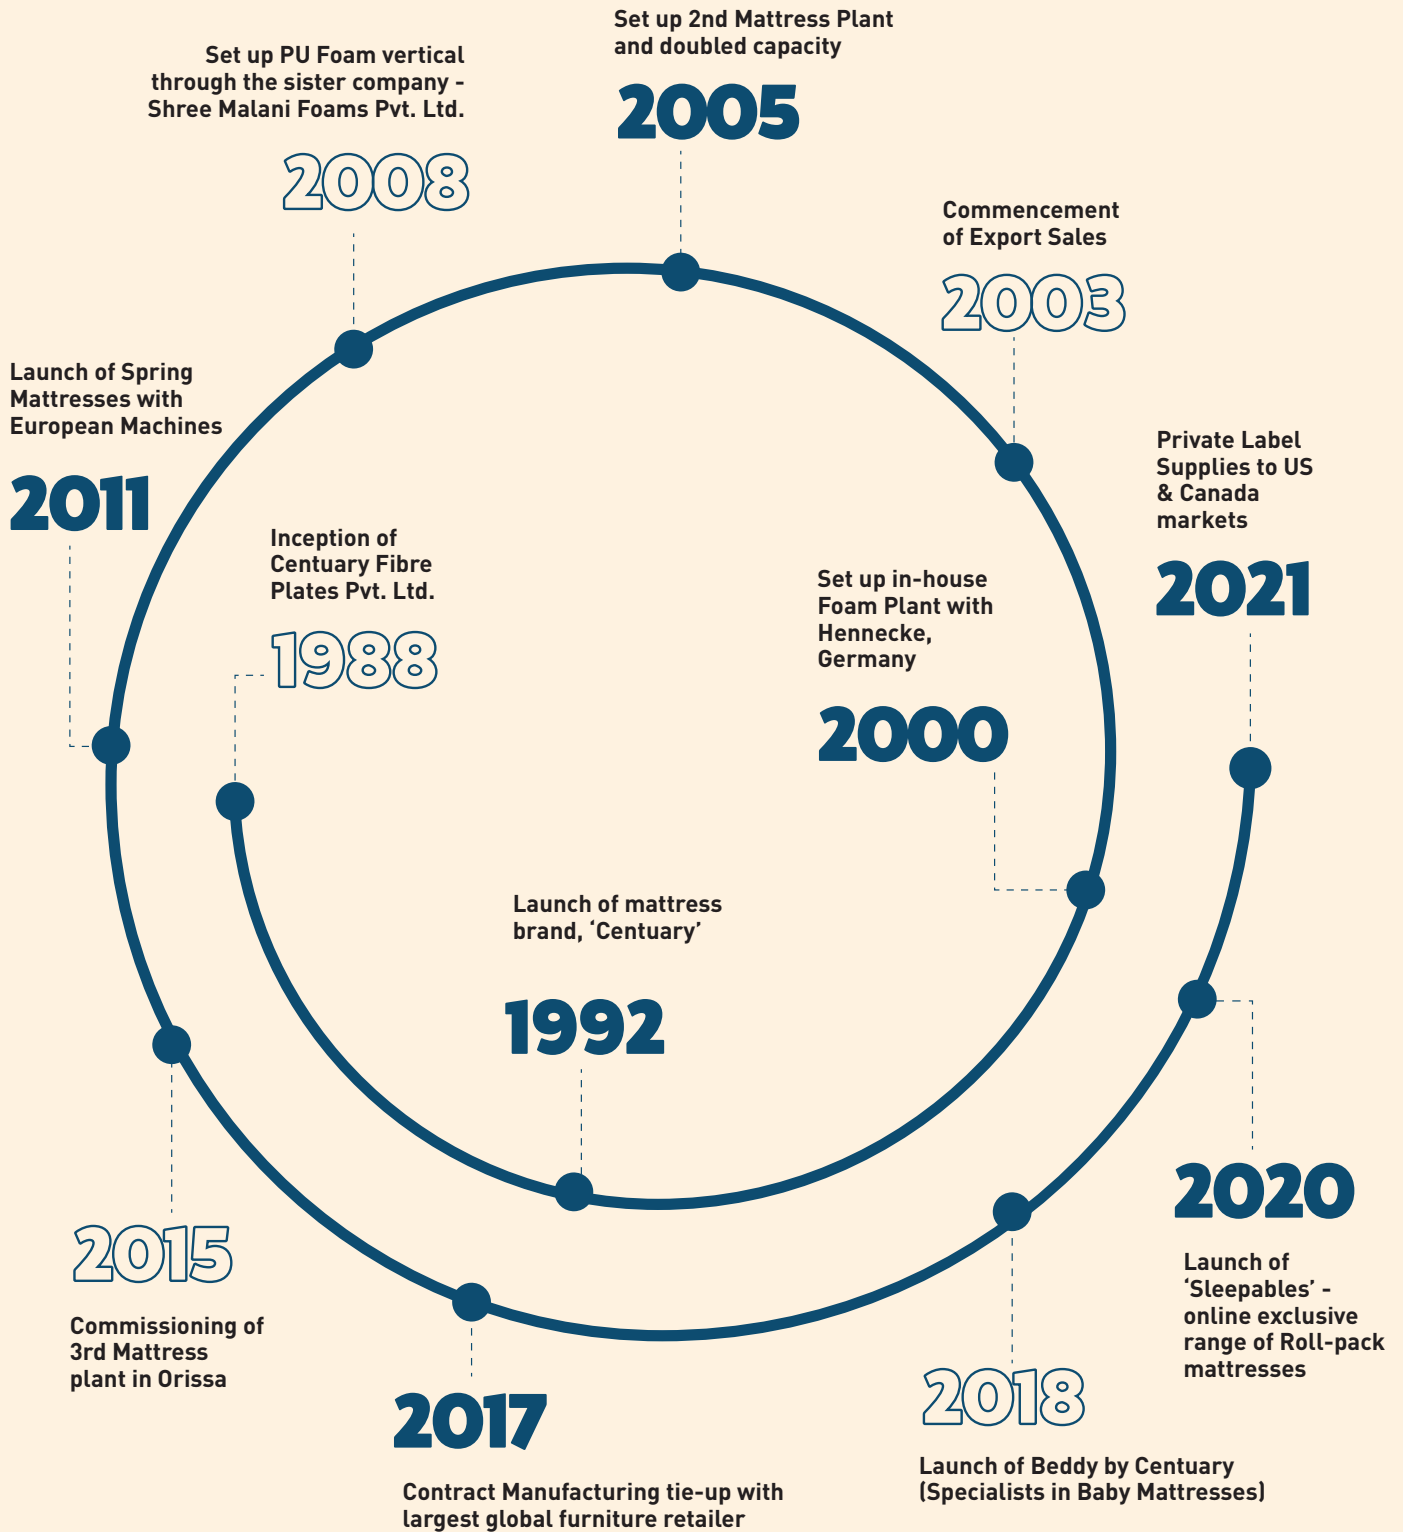 Set up 2nd Mattress Plant
and doubled capacity
2005
Set up PU Foam vertical
through the sister company -
Shree Malani Foams Pvt. Ltd.
2008
Commencement
of Export Sales
2003
Launch of Spring
Mattresses with
European Machines
2011
Private Label
Supplies to US
& Canada
markets
2021
Inception of
Centuary Fibre
Plates Pvt. Ltd.
1988
Set up in-house
Foam Plant with
Hennecke,
Germany
2000
Launch of mattress
brand, ‘Centuary’
1992
2020
Launch of
‘Sleepables’ -
online exclusive
range of Roll-pack
mattresses
2015
Commissioning of
3rd Mattress
plant in Orissa
2017
Contract Manufacturing tie-up with
largest global furniture retailer
2018
Launch of Beddy by Centuary
(Specialists in Baby Mattresses)